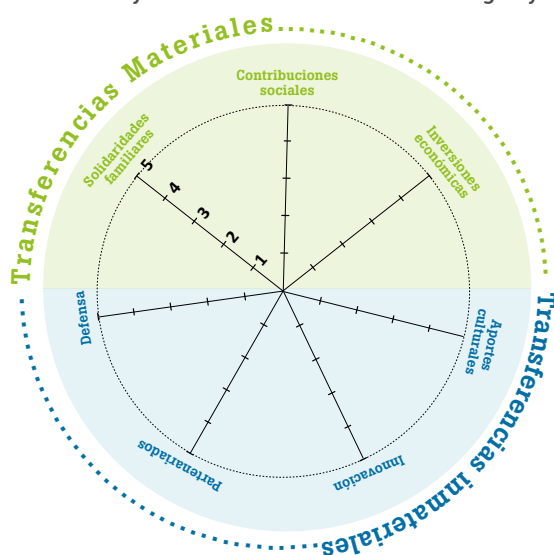 Transferencias Materiales
Contribuciones
sociales
Solidaridades
familiares
Inversiones
económicas
5
4
3
2
1
Defensa
Aportes
culturales
Partenariados
Innovación
Transferencias inmateriales